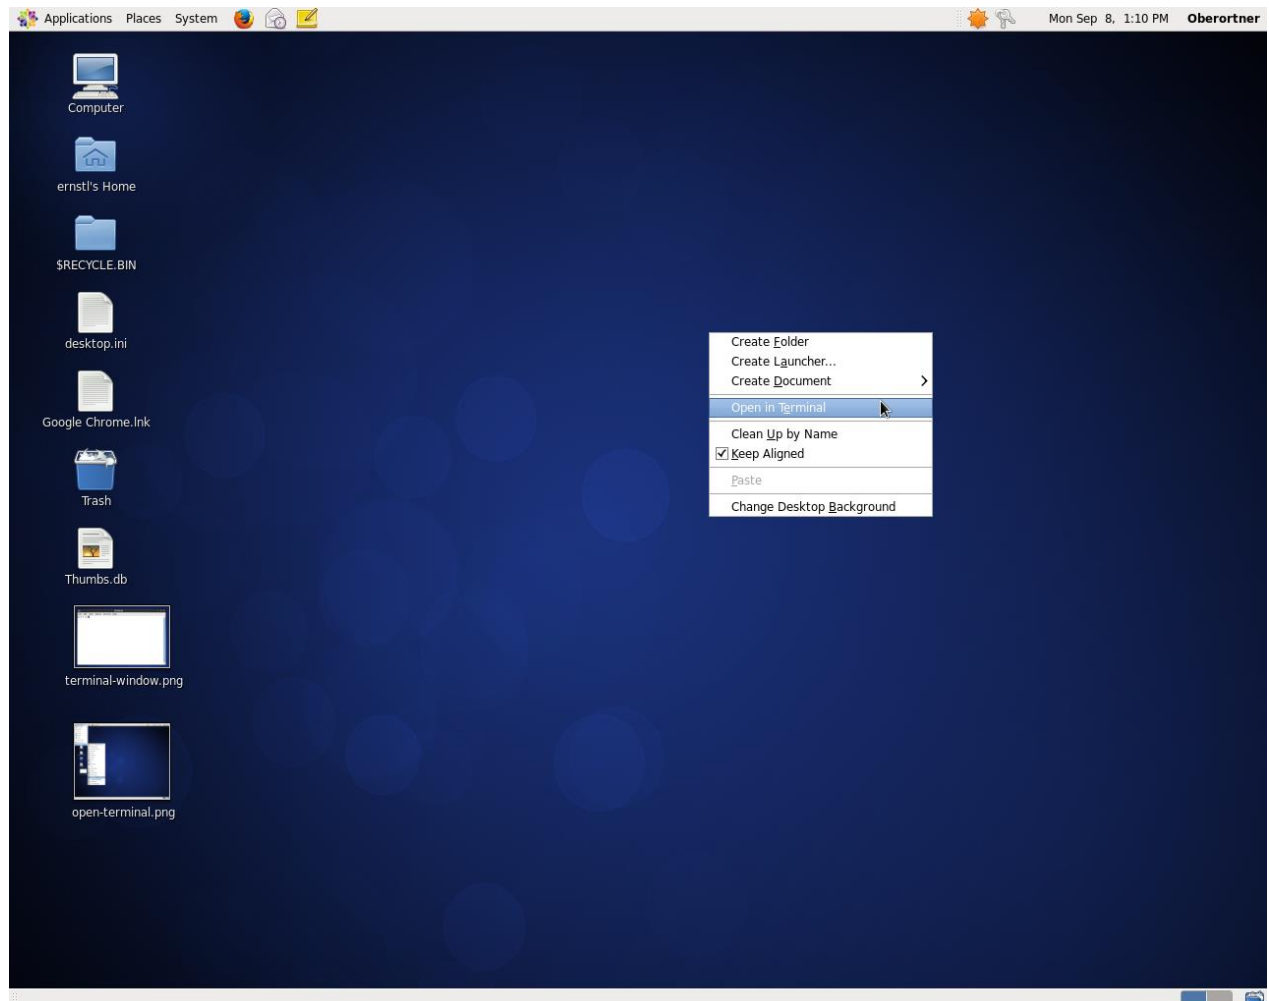 Applications Places System Mon Sep 8, 1:10 PM Oberortner
Computer
ernstl's Home
$RECYCLE.BIN
desktop.ini
Google Chrome.lnk
Trash
Thumbs.db
terminal-window.png
open-terminal.png
Create Folder
Create Launcher...
Create Document
Open in Terminal
Clean Up by Name
Keep Aligned
Paste
Change Desktop Background